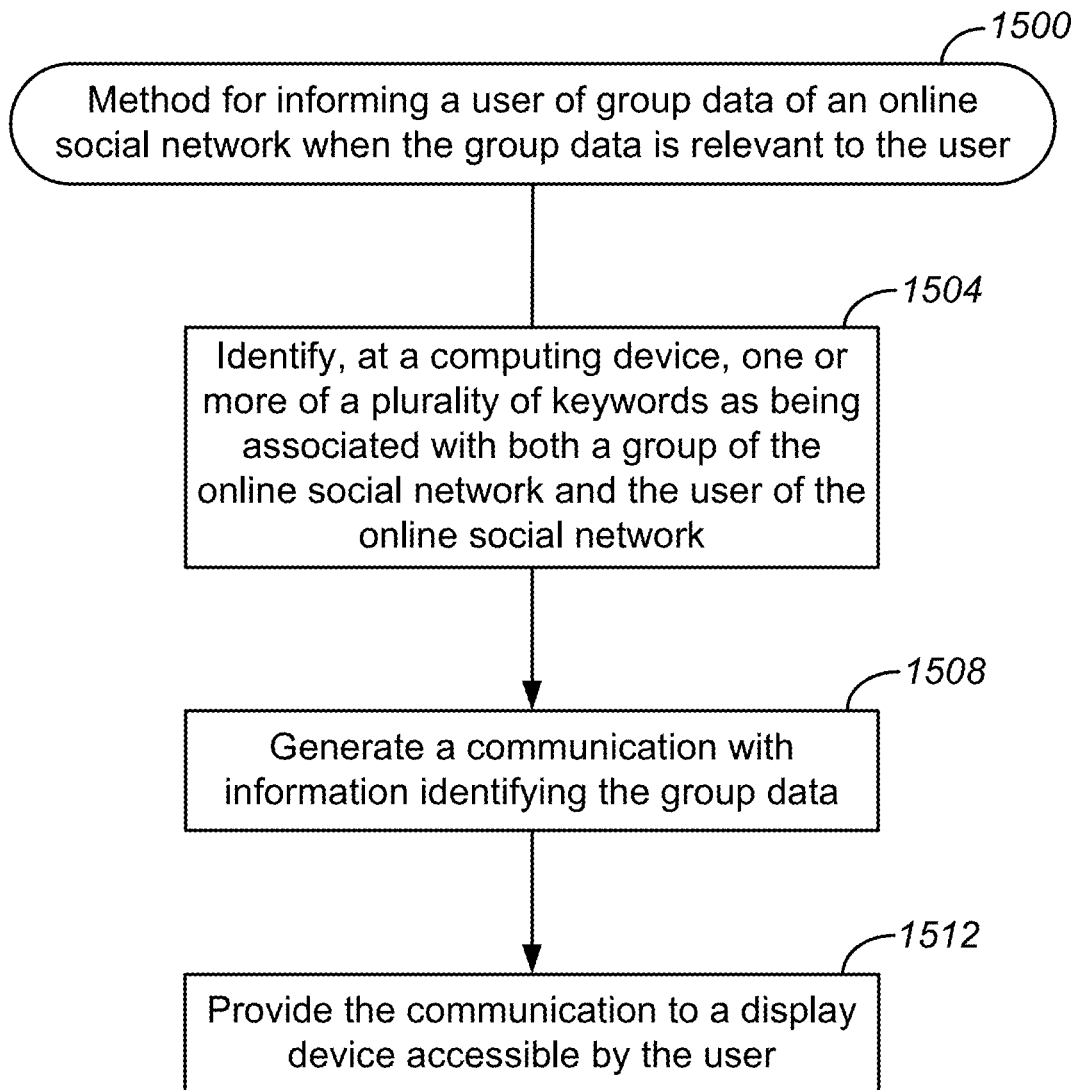 1500
Method for informing a user of group data of an online
social network when the group data is relevant to the user
1504
Identify, at a computing device, one or
more of a plurality of keywords as being
associated with both a group of the
online social network and the user of the
online social network
1508
Generate a communication with
information identifying the group data
1512
Provide the communication to a display
device accessible by the user